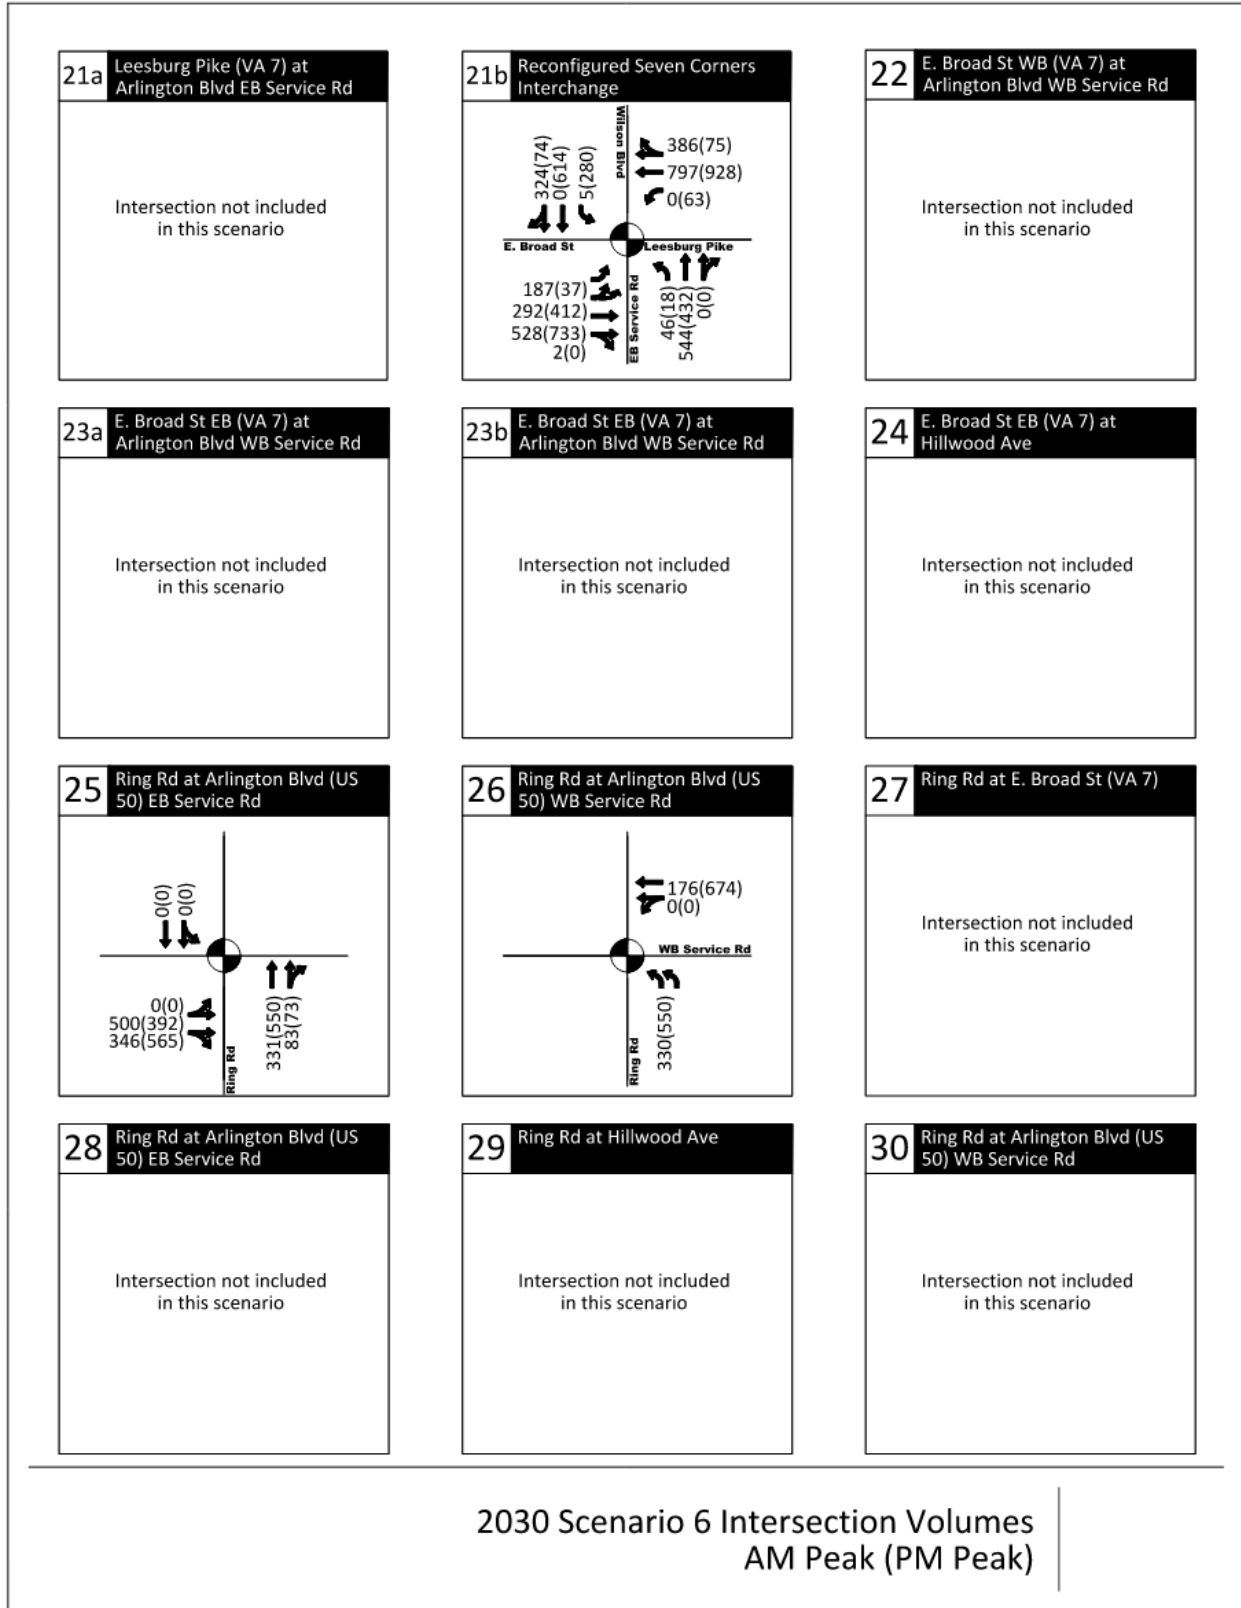 21a
Leesburg Pike (VA 7) at
Arlington Blvd EB Service Rd
Intersection not included
in this scenario
21b
Reconfigured Seven Corners
Interchange
Wilson Blvd
324(74)
0(614)
5(280)
386(75)
797(928)
0(63)
E. Broad St
Leesburg Pike
187(37)
292(412)
528(733)
2(0)
EB Service Rd
46(18)
544(432)
0(0)
22
E. Broad St WB (VA 7) at
Arlington Blvd WB Service Rd
Intersection not included
in this scenario
23a
E. Broad St EB (VA 7) at
Arlington Blvd WB Service Rd
Intersection not included
in this scenario
23b
E. Broad St EB (VA 7) at
Arlington Blvd WB Service Rd
Intersection not included
in this scenario
24
E. Broad St EB (VA 7) at
Hillwood Ave
Intersection not included
in this scenario
25
Ring Rd at Arlington Blvd (US
50) EB Service Rd
0(0)
0(0)
0(0)
500(392)
346(565)
Ring Rd
331(550)
83(73)
26
Ring Rd at Arlington Blvd (US
50) WB Service Rd
176(674)
0(0)
WB Service Rd
Ring Rd
330(550)
27
Ring Rd at E. Broad St (VA 7)
Intersection not included
in this scenario
28
Ring Rd at Arlington Blvd (US
50) EB Service Rd
Intersection not included
in this scenario
29
Ring Rd at Hillwood Ave
Intersection not included
in this scenario
30
Ring Rd at Arlington Blvd (US
50) WB Service Rd
Intersection not included
in this scenario
2030 Scenario 6 Intersection Volumes
AM Peak (PM Peak)